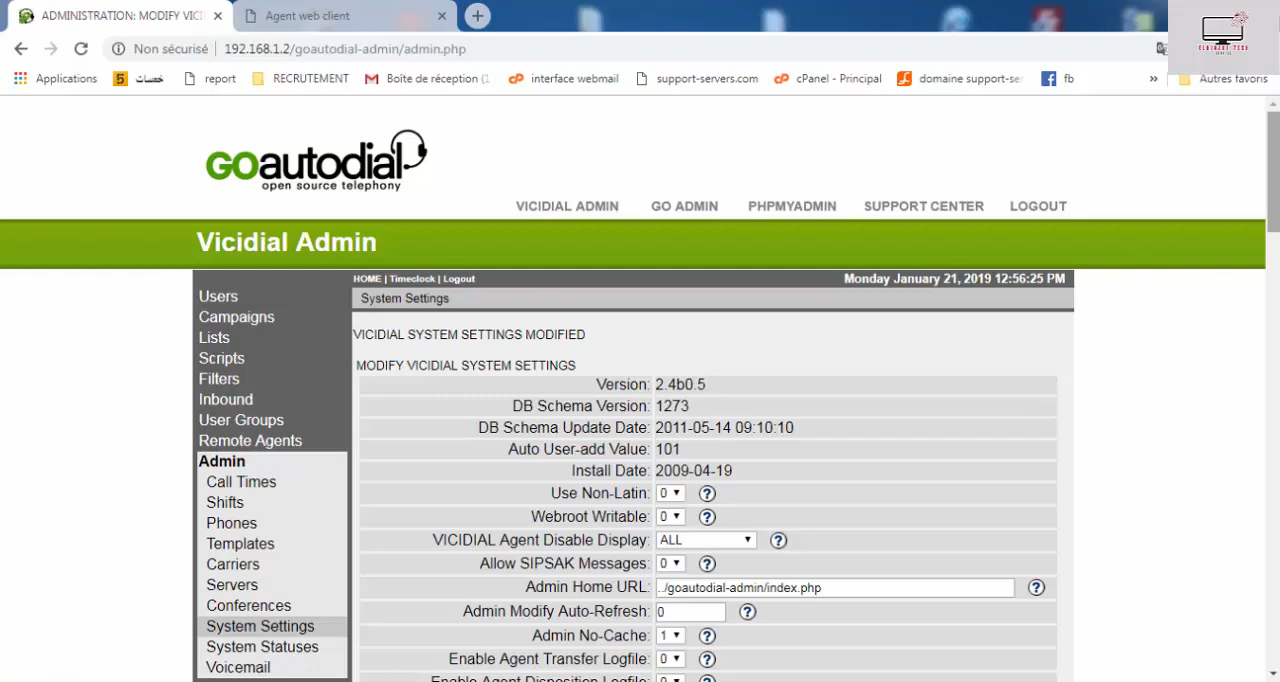 ADMINISTRATION: MODIFY VICI
Agent web client
Non sécurisé
192.168.1.2/goautodial-admin/admin.php
Applications
5 خمسات
report
RECRUTEMENT
Boîte de réception (1
interface webmail
support-servers.com
cPanel - Principal
domaine support-se
fb
»
Autres favoris
GOautodial
open source telephony
VICIDIAL ADMIN GO ADMIN PHPMYADMIN SUPPORT CENTER LOGOUT
Vicidial Admin
HOME | Timeclock | Logout
Monday January 21, 2019 12:56:25 PM
System Settings
Users
Campaigns
Lists
Scripts
Filters
Inbound
User Groups
Remote Agents
Admin
Call Times
Shifts
Phones
Templates
Carriers
Servers
Conferences
System Settings
System Statuses
Voicemail
VICIDIAL SYSTEM SETTINGS MODIFIED
MODIFY VICIDIAL SYSTEM SETTINGS
Version: 2.4b0.5
DB Schema Version: 1273
DB Schema Update Date: 2011-05-14 09:10:10
Auto User-add Value: 101
Install Date: 2009-04-19
Use Non-Latin: 0 ?
Webroot Writable: 0 ?
VICIDIAL Agent Disable Display: ALL ?
Allow SIPSAK Messages: 0 ?
Admin Home URL: ../goautodial-admin/index.php ?
Admin Modify Auto-Refresh: 0 ?
Admin No-Cache: 1 ?
Enable Agent Transfer Logfile: 0 ?
Enable Agent Disposition Logfile: 0 ?